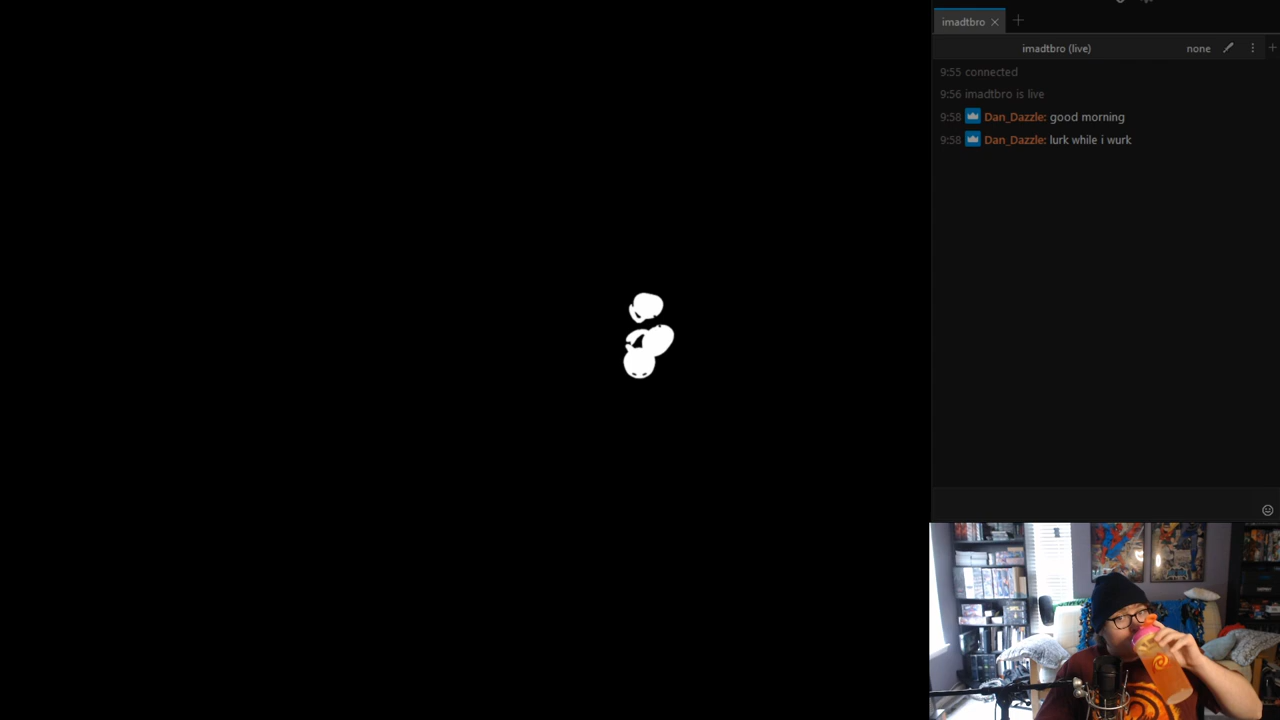 imadtbro
imadtbro (live)
none
9:55 connected
9:56 imadtbro is live
9:58 Dan_Dazzle: good morning
9:58 Dan_Dazzle: lurk while i wurk